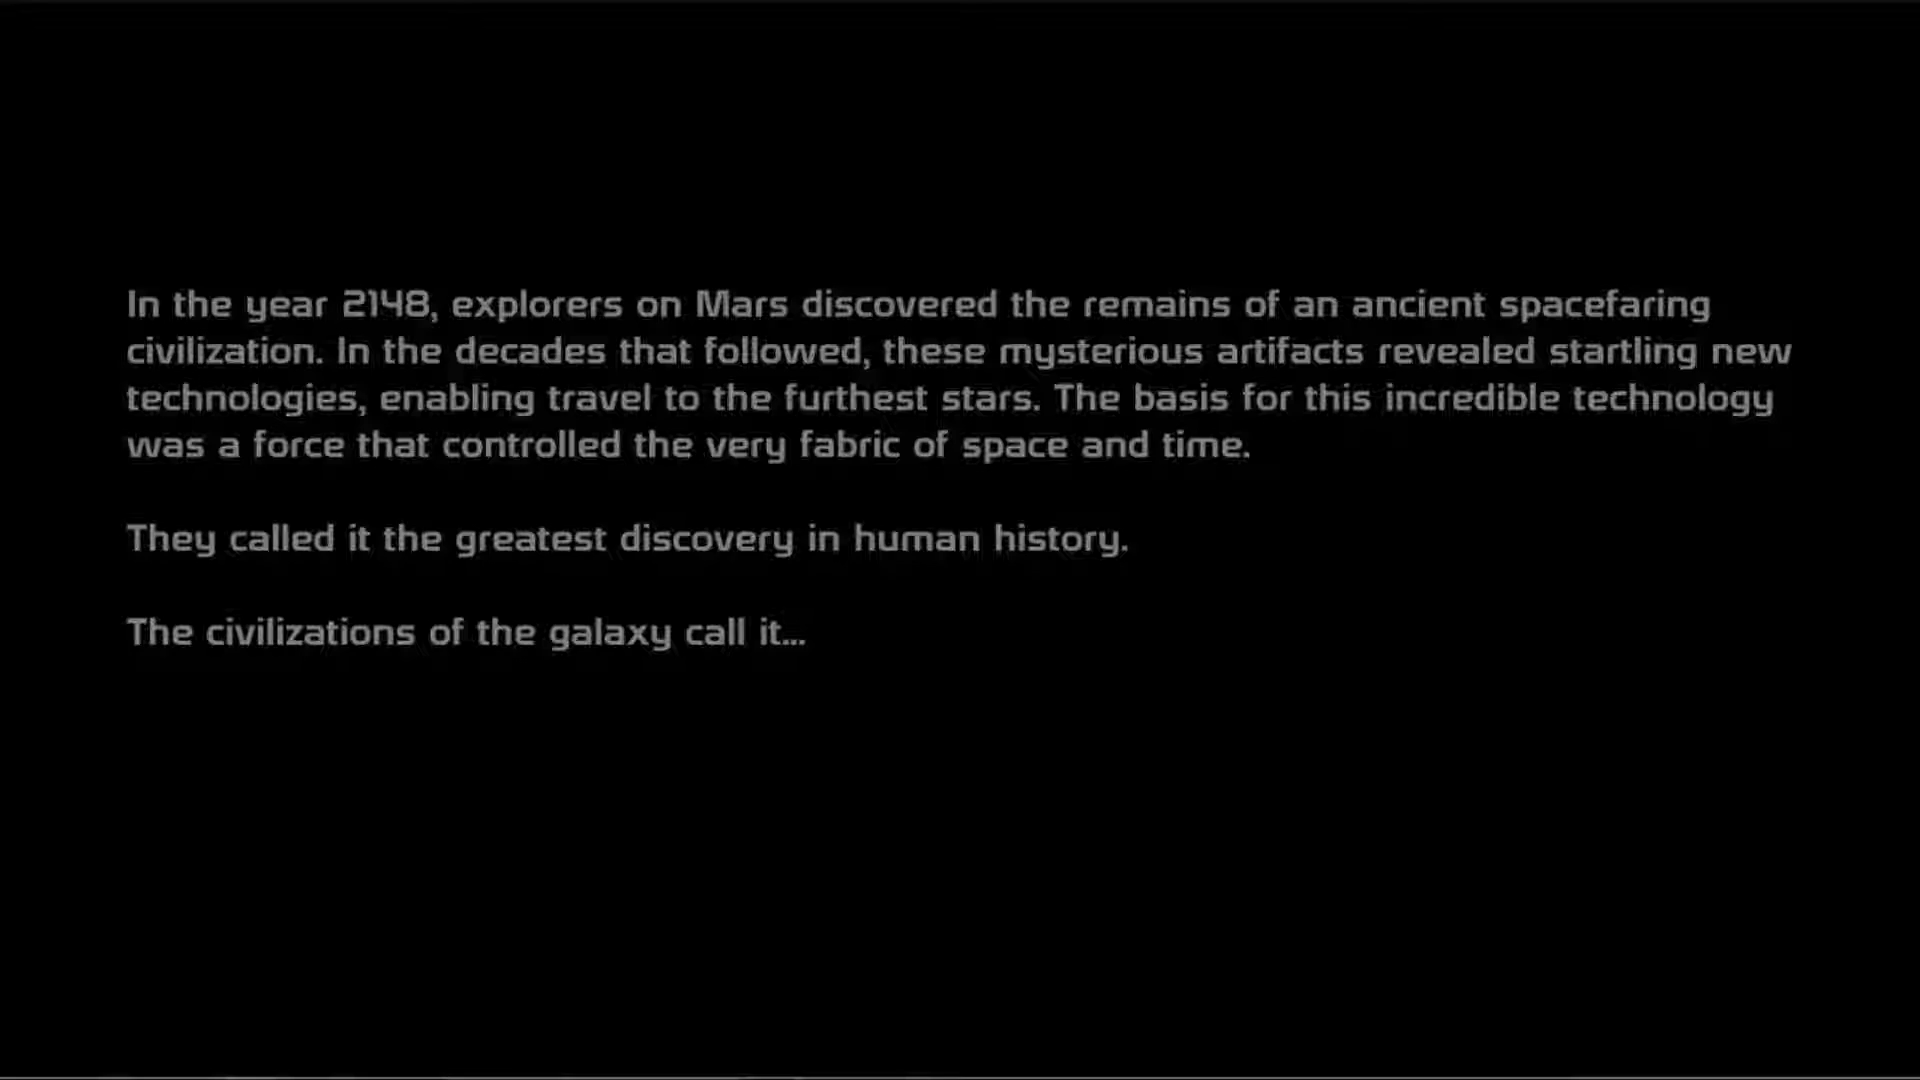 In the year 2148, explorers on Mars discovered the remains of an ancient spacefaring
civilization. In the decades that followed, these mysterious artifacts revealed startling new
technologies, enabling travel to the furthest stars. The basis for this incredible technology
was a force that controlled the very fabric of space and time.
They called it the greatest discovery in human history.
The civilizations of the galaxy call it...